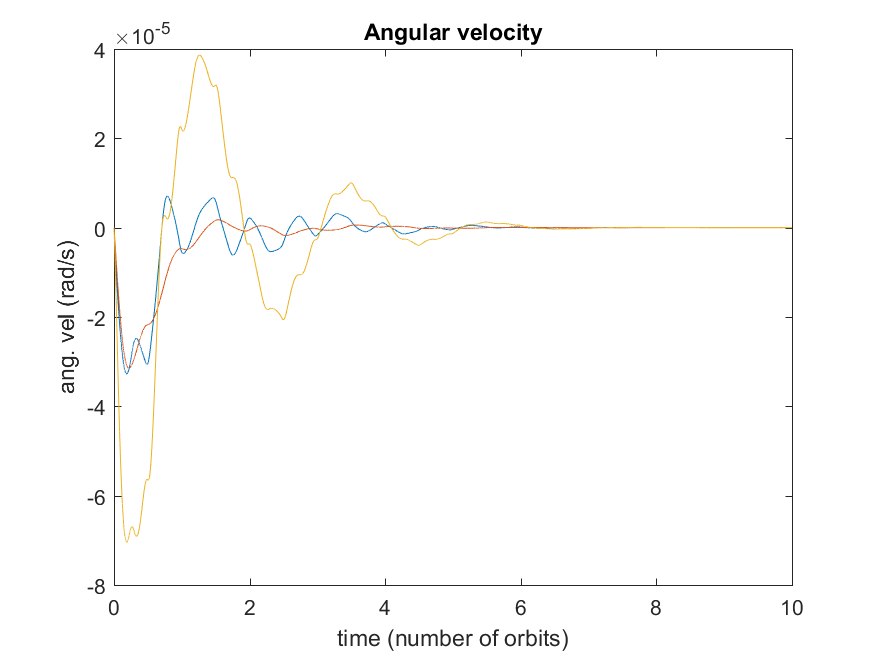 Angular velocity
×10⁻⁵
4
2
0
-2
-4
-6
-8
ang. vel (rad/s)
0 2 4 6 8 10
time (number of orbits)